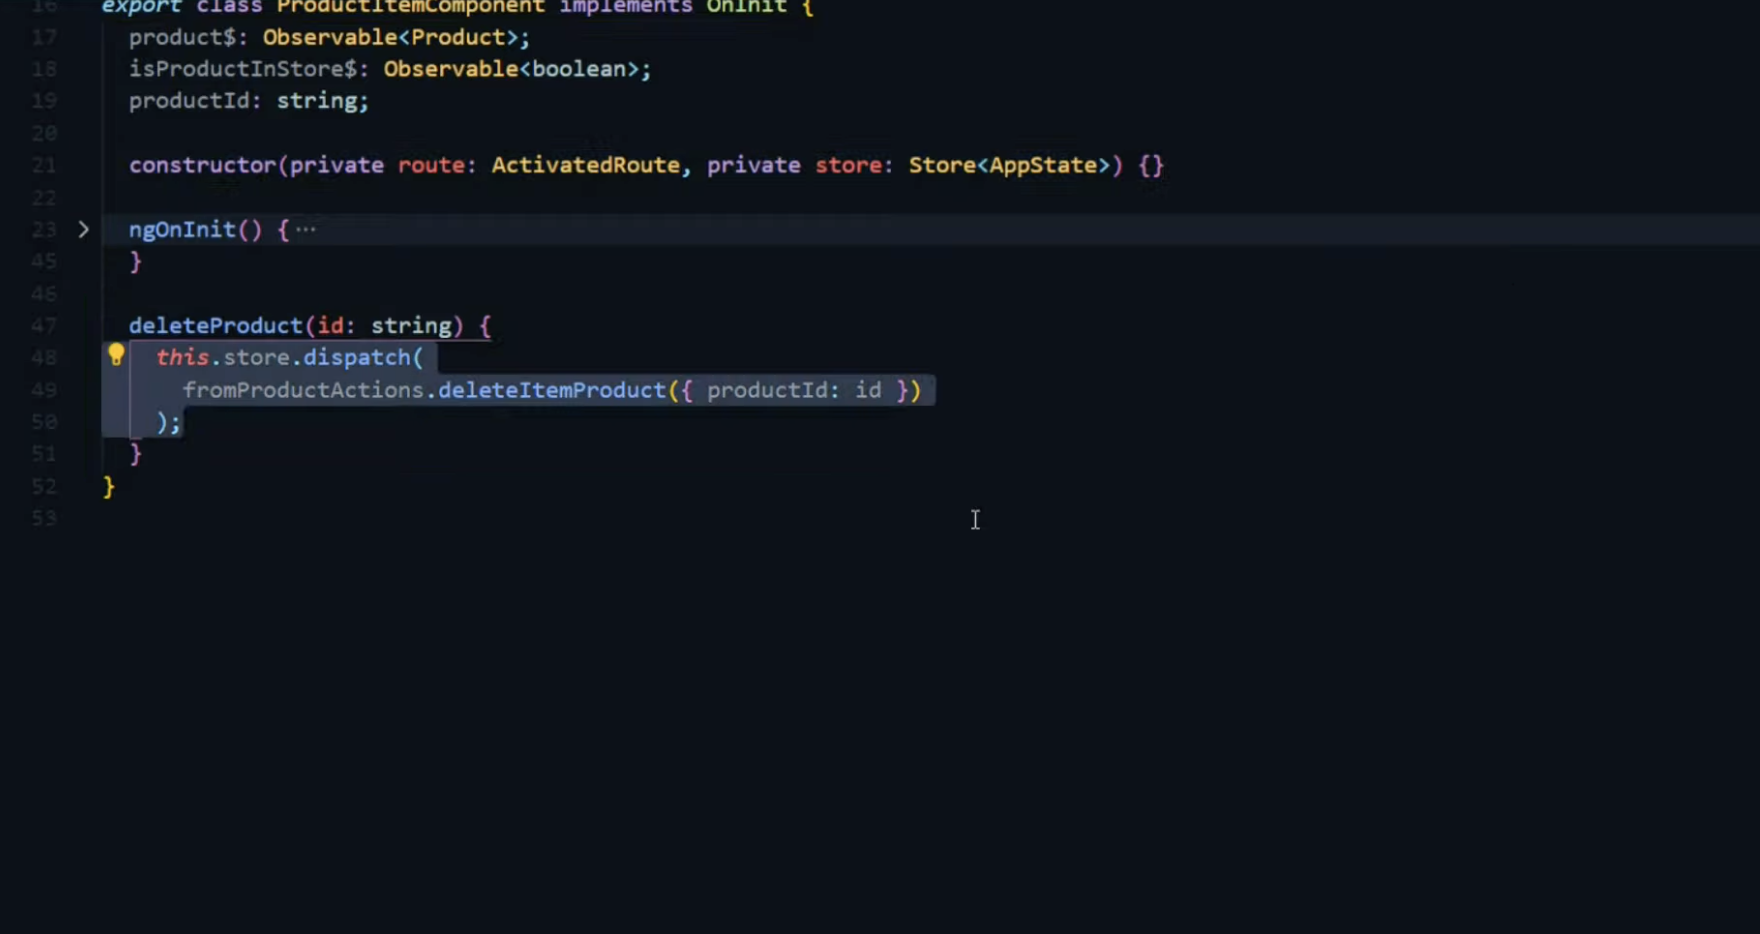 16 export class ProductItemComponent implements OnInit {
17 product$: Observable<Product>;
18 isProductInStore$: Observable<boolean>;
19 productId: string;
20
21 constructor(private route: ActivatedRoute, private store: Store<AppState>) {}
22
23 ngOnInit() { ···
45 }
46
47 deleteProduct(id: string) {
48 this.store.dispatch(
49 fromProductActions.deleteItemProduct({ productId: id })
50 );
51 }
52 }
53